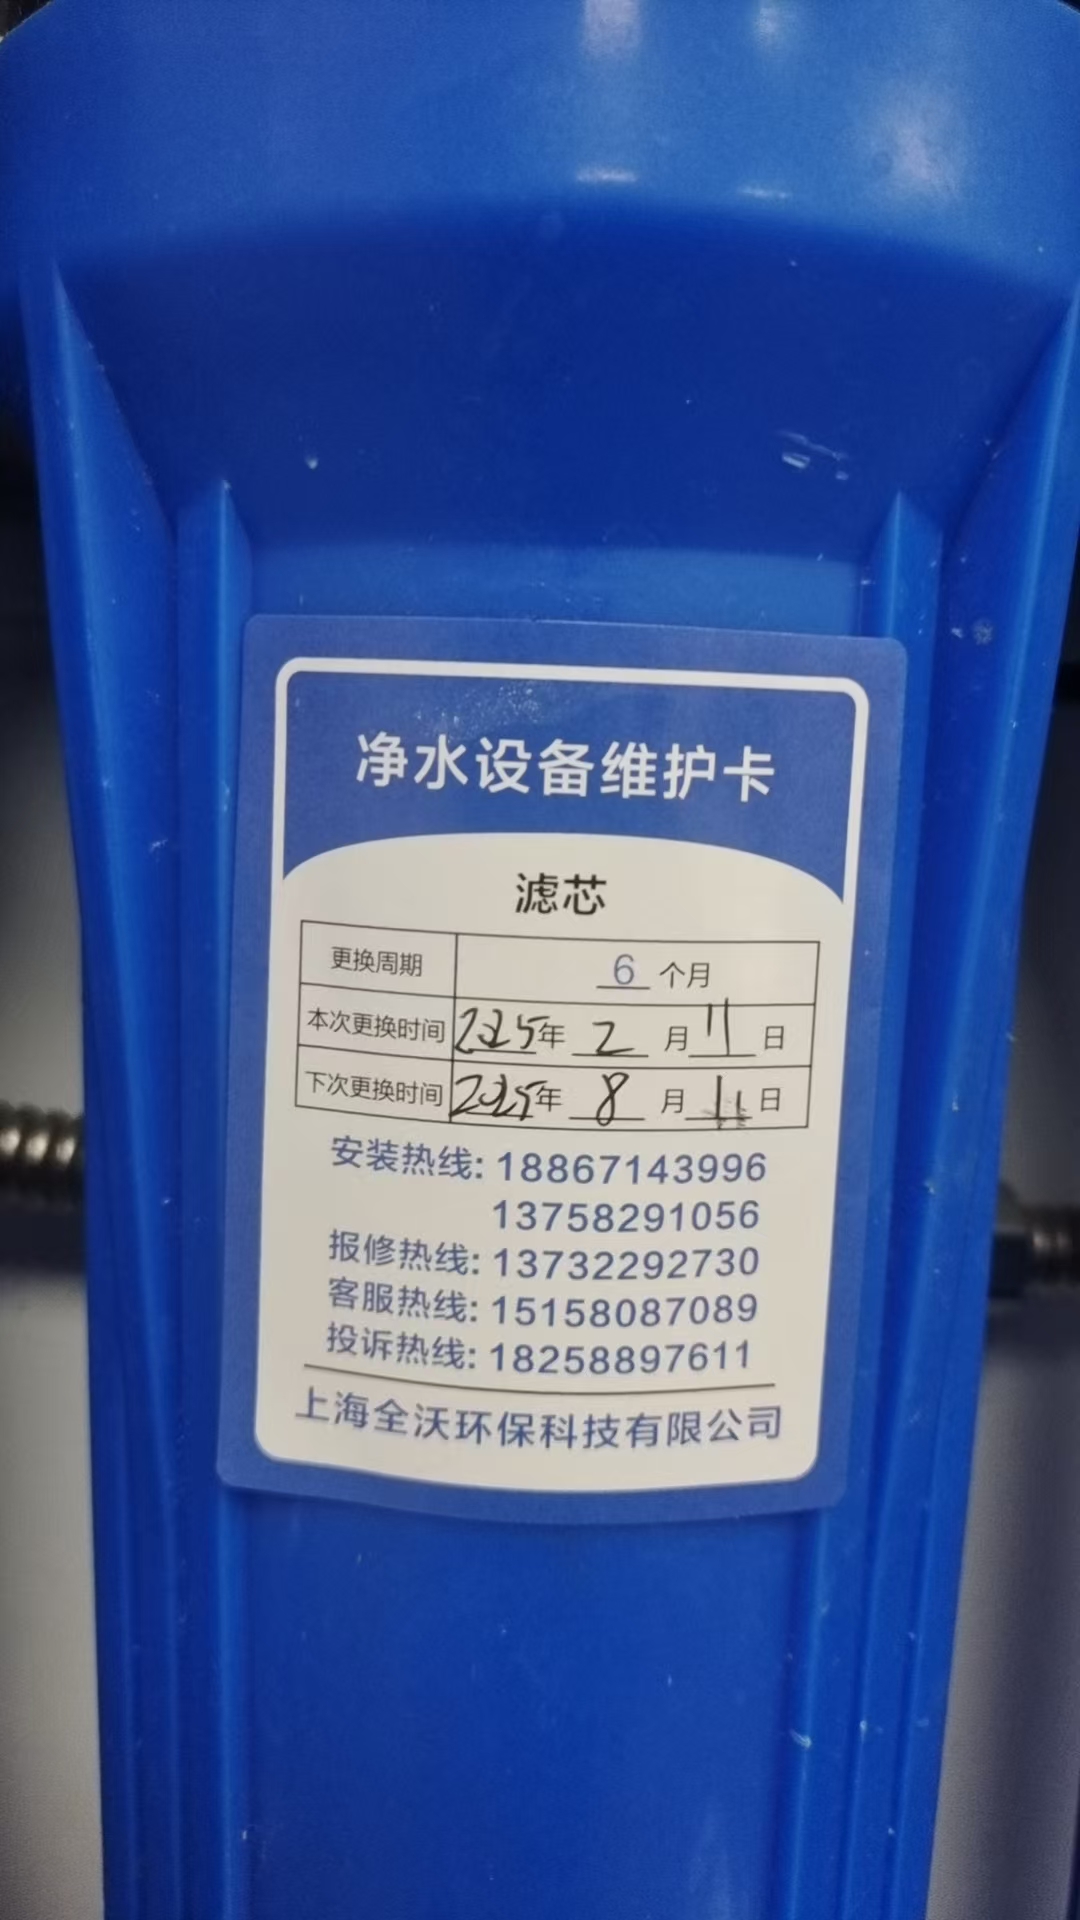 净水设备维护卡
滤芯
更换周期 6 个月
本次更换时间 2025年 2 月 11 日
下次更换时间 2025年 8 月 11 日
安装热线: 18867143996
13758291056
报修热线: 13732292730
客服热线: 15158087089
投诉热线: 18258897611
上海全沃环保科技有限公司